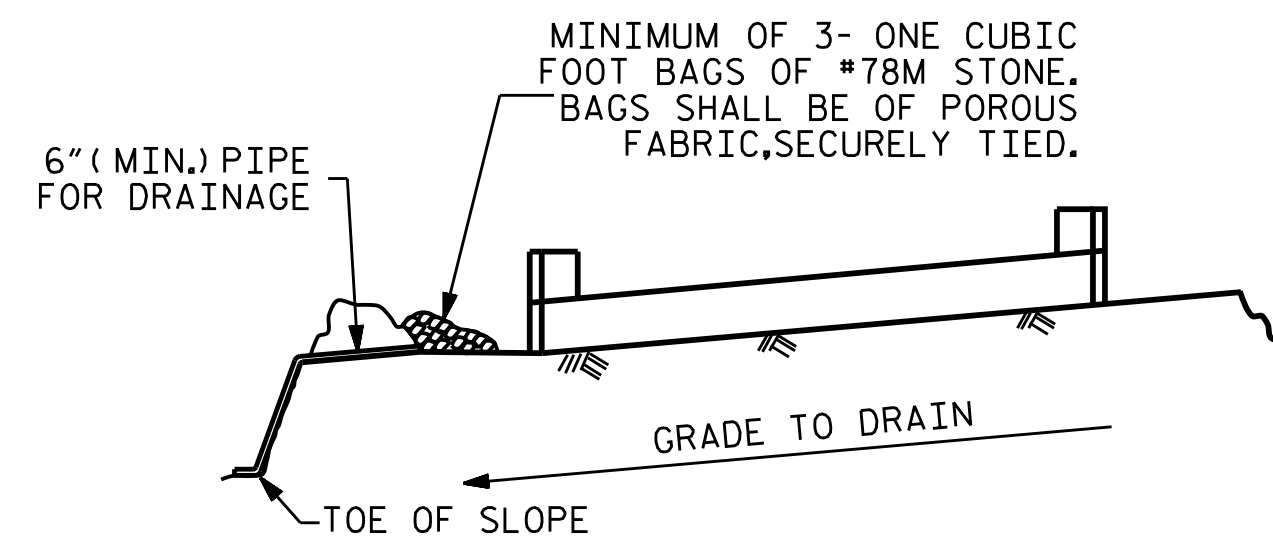 MINIMUM OF 3- ONE CUBIC
FOOT BAGS OF #78M STONE.
BAGS SHALL BE OF POROUS
FABRIC,SECURELY TIED.
6"(MIN.) PIPE
FOR DRAINAGE
GRADE TO DRAIN
TOE OF SLOPE